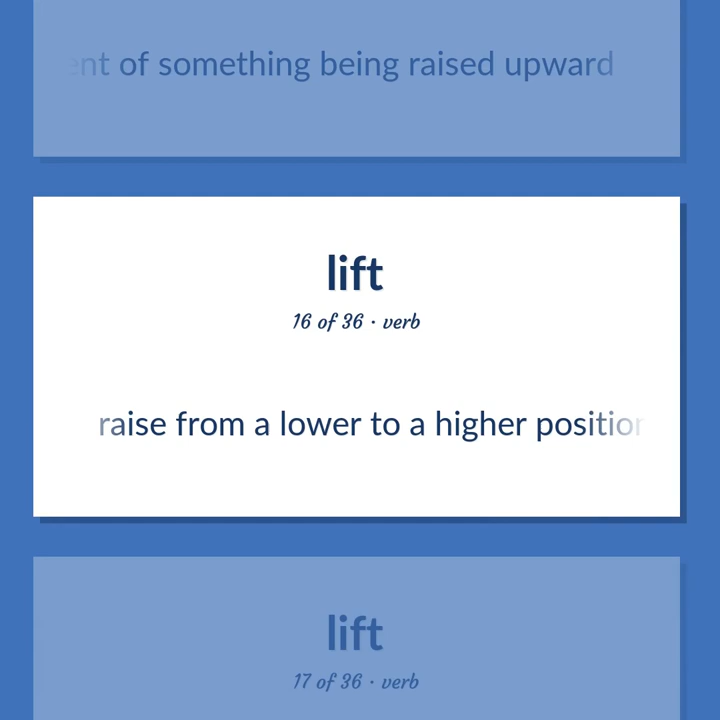 of something being raised upward
lift
16 of 36 · verb
raise from a lower to a higher position
lift
17 of 36 · verb